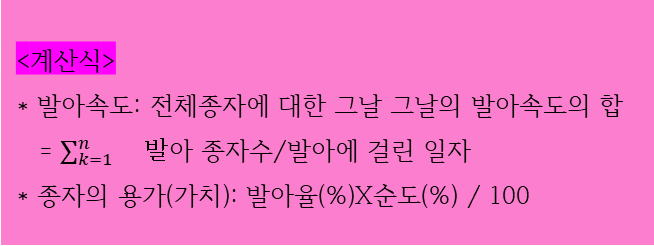 <계산식>
* 발아속도: 전체종자에 대한 그날 그날의 발아속도의 합
= ∑ⁿₖ₌₁ 발아 종자수/발아에 걸린 일자
* 종자의 용가(가치): 발아율(%)X순도(%) / 100